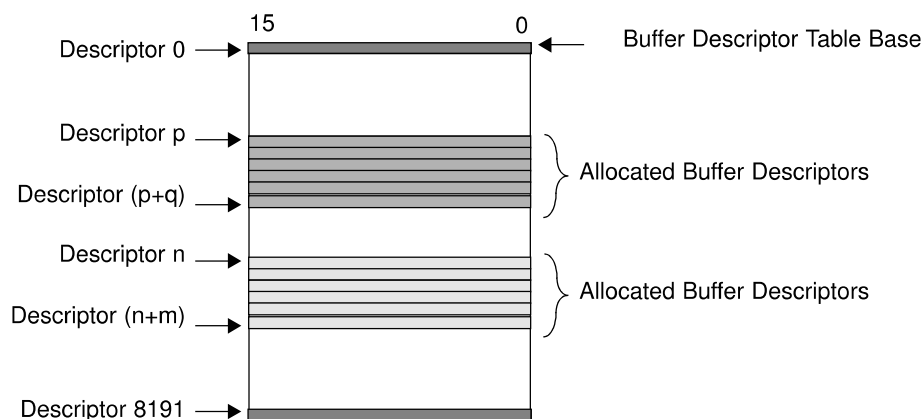 15 0
Descriptor 0
Buffer Descriptor Table Base
Descriptor p
Allocated Buffer Descriptors
Descriptor (p+q)
Descriptor n
Allocated Buffer Descriptors
Descriptor (n+m)
Descriptor 8191